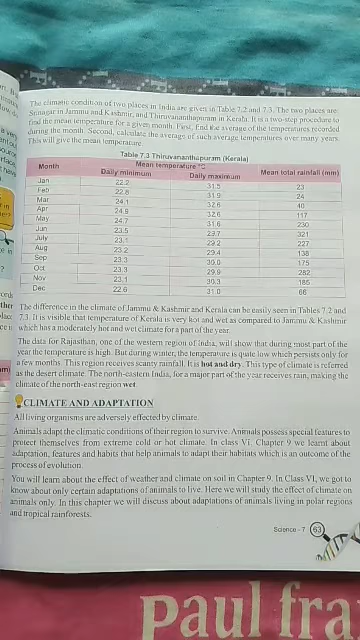 The climatic condition of two places in India are given in Table 7.2 and 7.3. The two places are
Srinagar in Jammu and Kashmir, and Thiruvananthapuram in Kerala. It is a two-step procedure to
find the mean temperature for a given month. First, find the average of the temperatures recorded
during the month. Second, calculate the average of such average temperatures over many years.
This will give the mean temperature
Table 7.3 Thiruvananthapuram (Kerala)
Month Mean temperature °C Mean total rainfall (mm)
Daily minimum Daily maximum
Jan 22.2 31.5 23
Feb 22.8 31.9 24
Mar 24.1 32.6 40
Apr 24.9 32.6 117
May 24.7 31.6 230
Jun 23.5 29.7 321
July 23.1 29.2 227
Aug 23.2 29.4 138
Sep 23.3 30.0 175
Oct 23.3 29.9 282
Nov 23.1 30.3 185
Dec 22.6 31.0 66
The difference in the climate of Jammu & Kashmir and Kerala can be easily seen in Tables 7.2 and
7.3. It is visible that temperature of Kerala is very hot and wet as compared to Jammu & Kashmir
which has a moderately hot and wet climate for a part of the year.
The data for Rajasthan, one of the western region of India, will show that during most part of the
year the temperature is high. But during winter, the temperature is quite low which persists only for
a few months. This region receives scanty rainfall. It is hot and dry. This type of climate is referred
as the desert climate. The north-eastern India, for a major part of the year receives rain, making the
climate of the north-east region wet.
CLIMATE AND ADAPTATION
All living organisms are adversely effected by climate.
Animals adapt the climatic conditions of their region to survive. Animals possess special features to
protect themselves from extreme cold or hot climate. In class VI, Chapter 9 we learnt about
adaptation, features and habits that help animals to adapt their habitats which is an outcome of the
process of evolution.
You will learn about the effect of weather and climate on soil in Chapter 9. In Class VI, we got to
know about only certain adaptations of animals to live. Here we will study the effect of climate on
animals only. In this chapter we will discuss about adaptations of animals living in polar regions
and tropical rainforests.
Science - 7 63
Paul fra